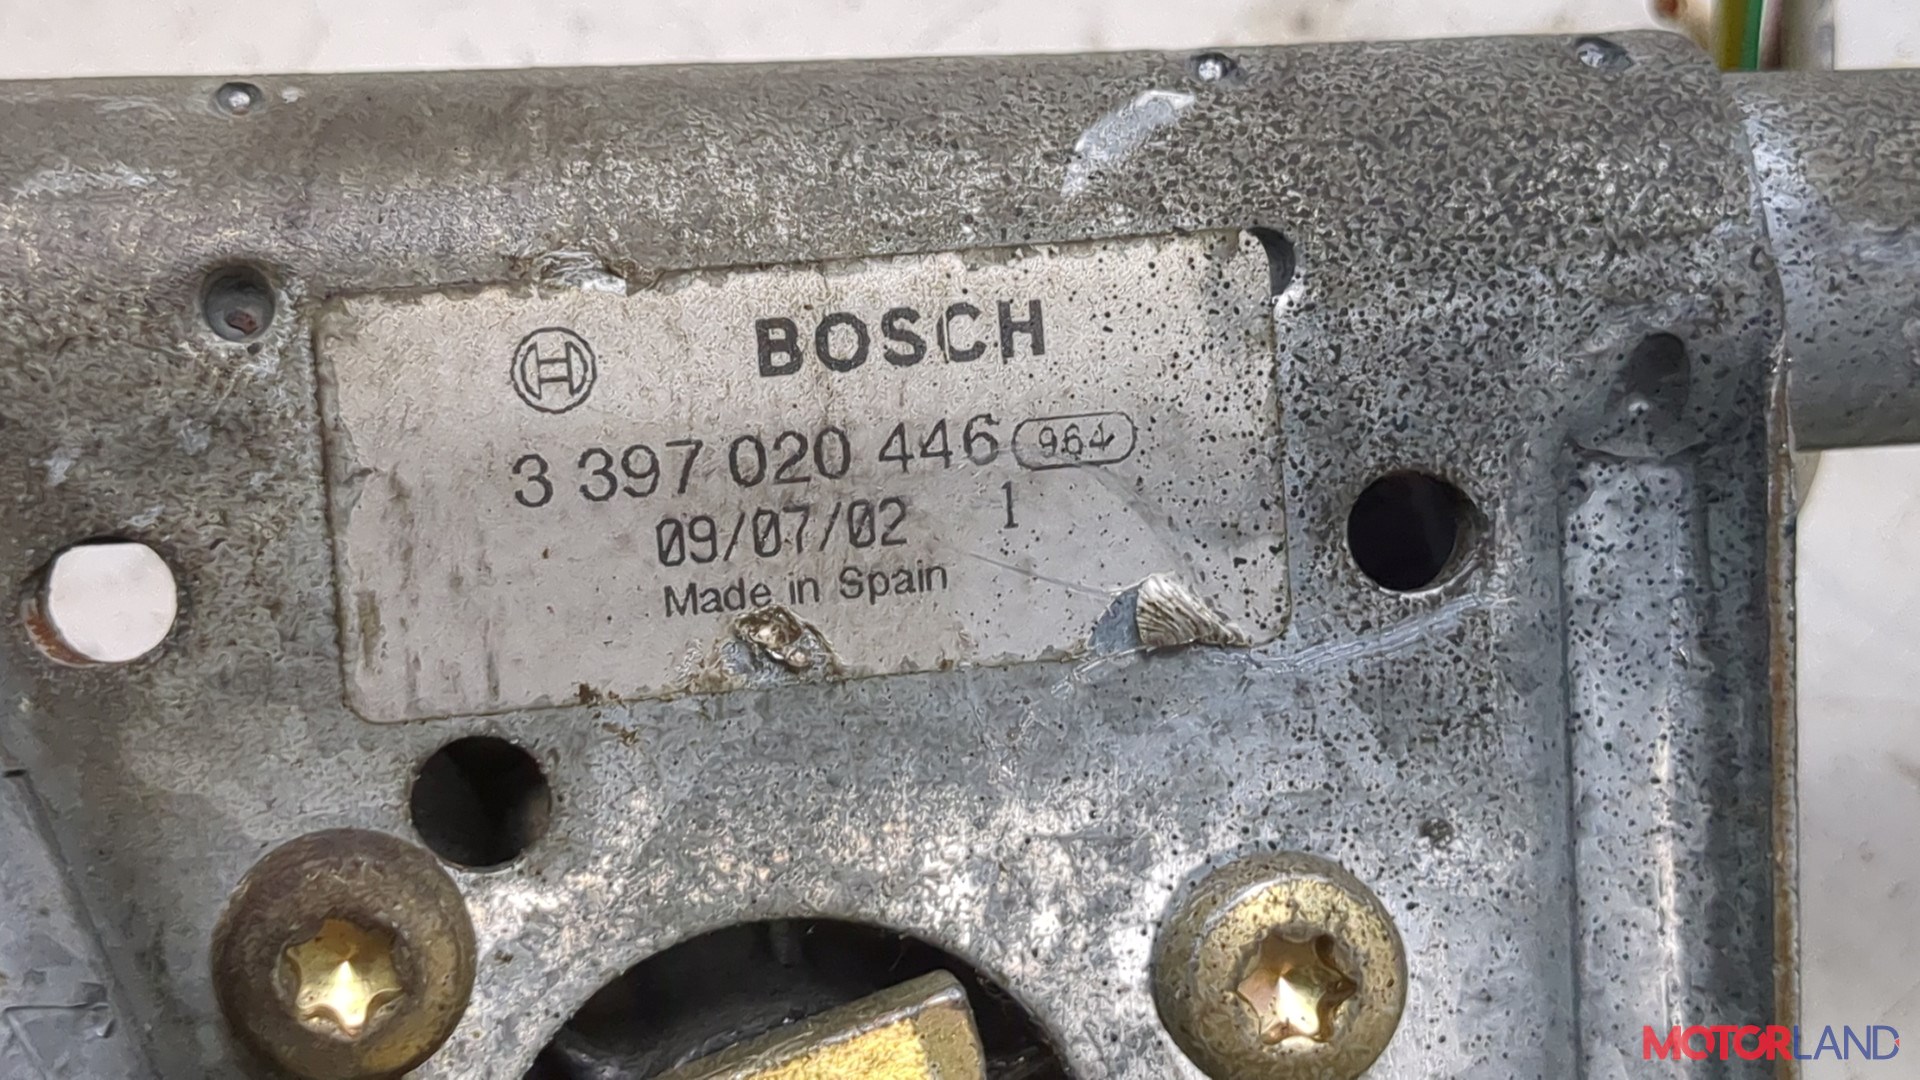 BOSCH
3 397 020 446 964
09/07/02 1
Made in Spain
MOTORLAND